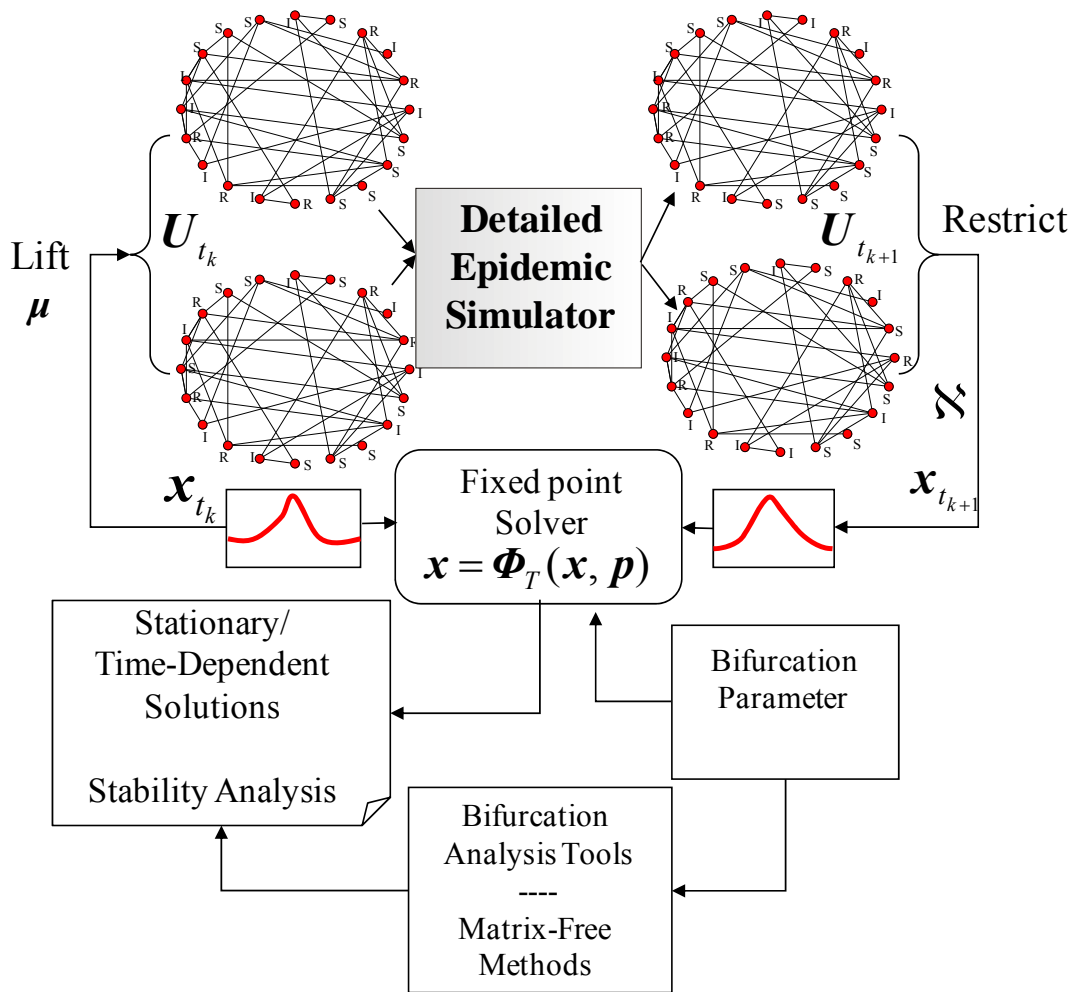 S
I
S
S
R
S
I
I
R
I
I
R
S
I
S
R
I
R
S
S
S
I
S
S
R
S
I
I
R
R
I
R
S
I
S
R
I
S
S
S
Lift
μ
U_{t_k}
Detailed
Epidemic
Simulator
U_{t_{k+1}}
Restrict
ℵ
S
I
S
S
R
R
I
I
R
S
I
R
S
I
I
R
I
S
S
S
S
I
S
S
R
R
I
I
S
I
R
R
S
I
I
R
I
I
S
S
x_{t_k}
x_{t_{k+1}}
Fixed point
Solver
x = Φ_T(x, p)
Stationary/
Time-Dependent
Solutions
Stability Analysis
Bifurcation
Parameter
Bifurcation
Analysis Tools
----
Matrix-Free
Methods